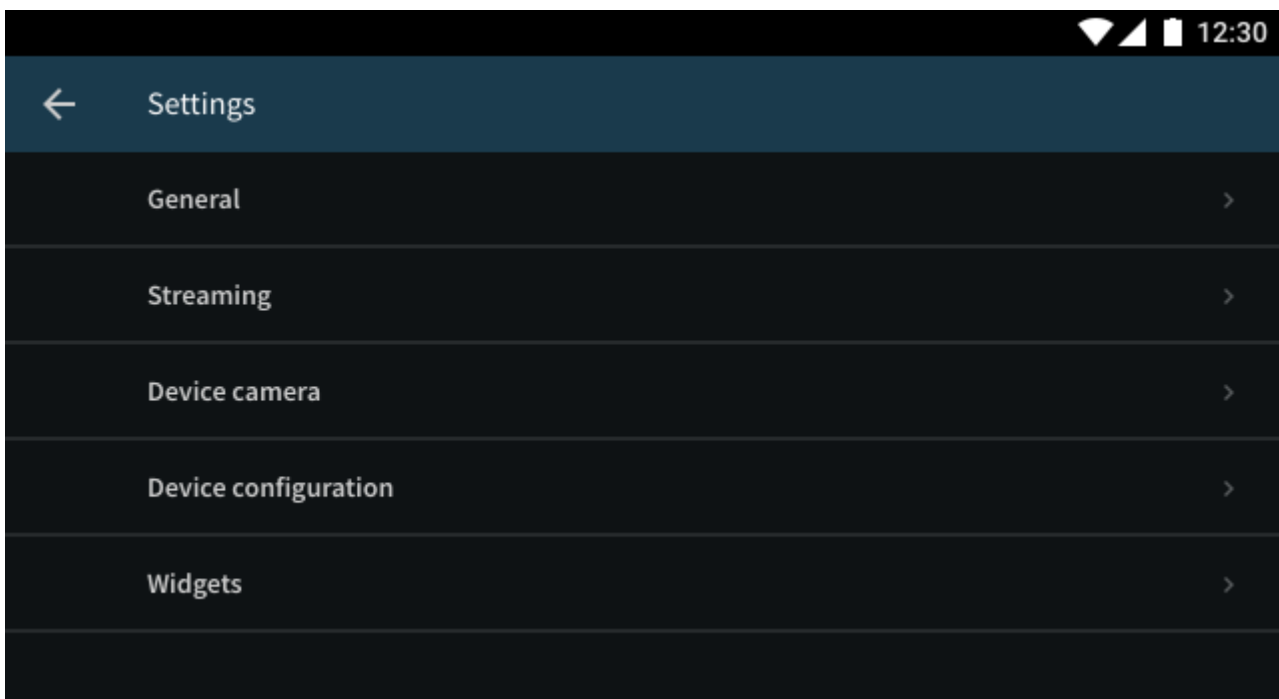 12:30
Settings
General
Streaming
Device camera
Device configuration
Widgets